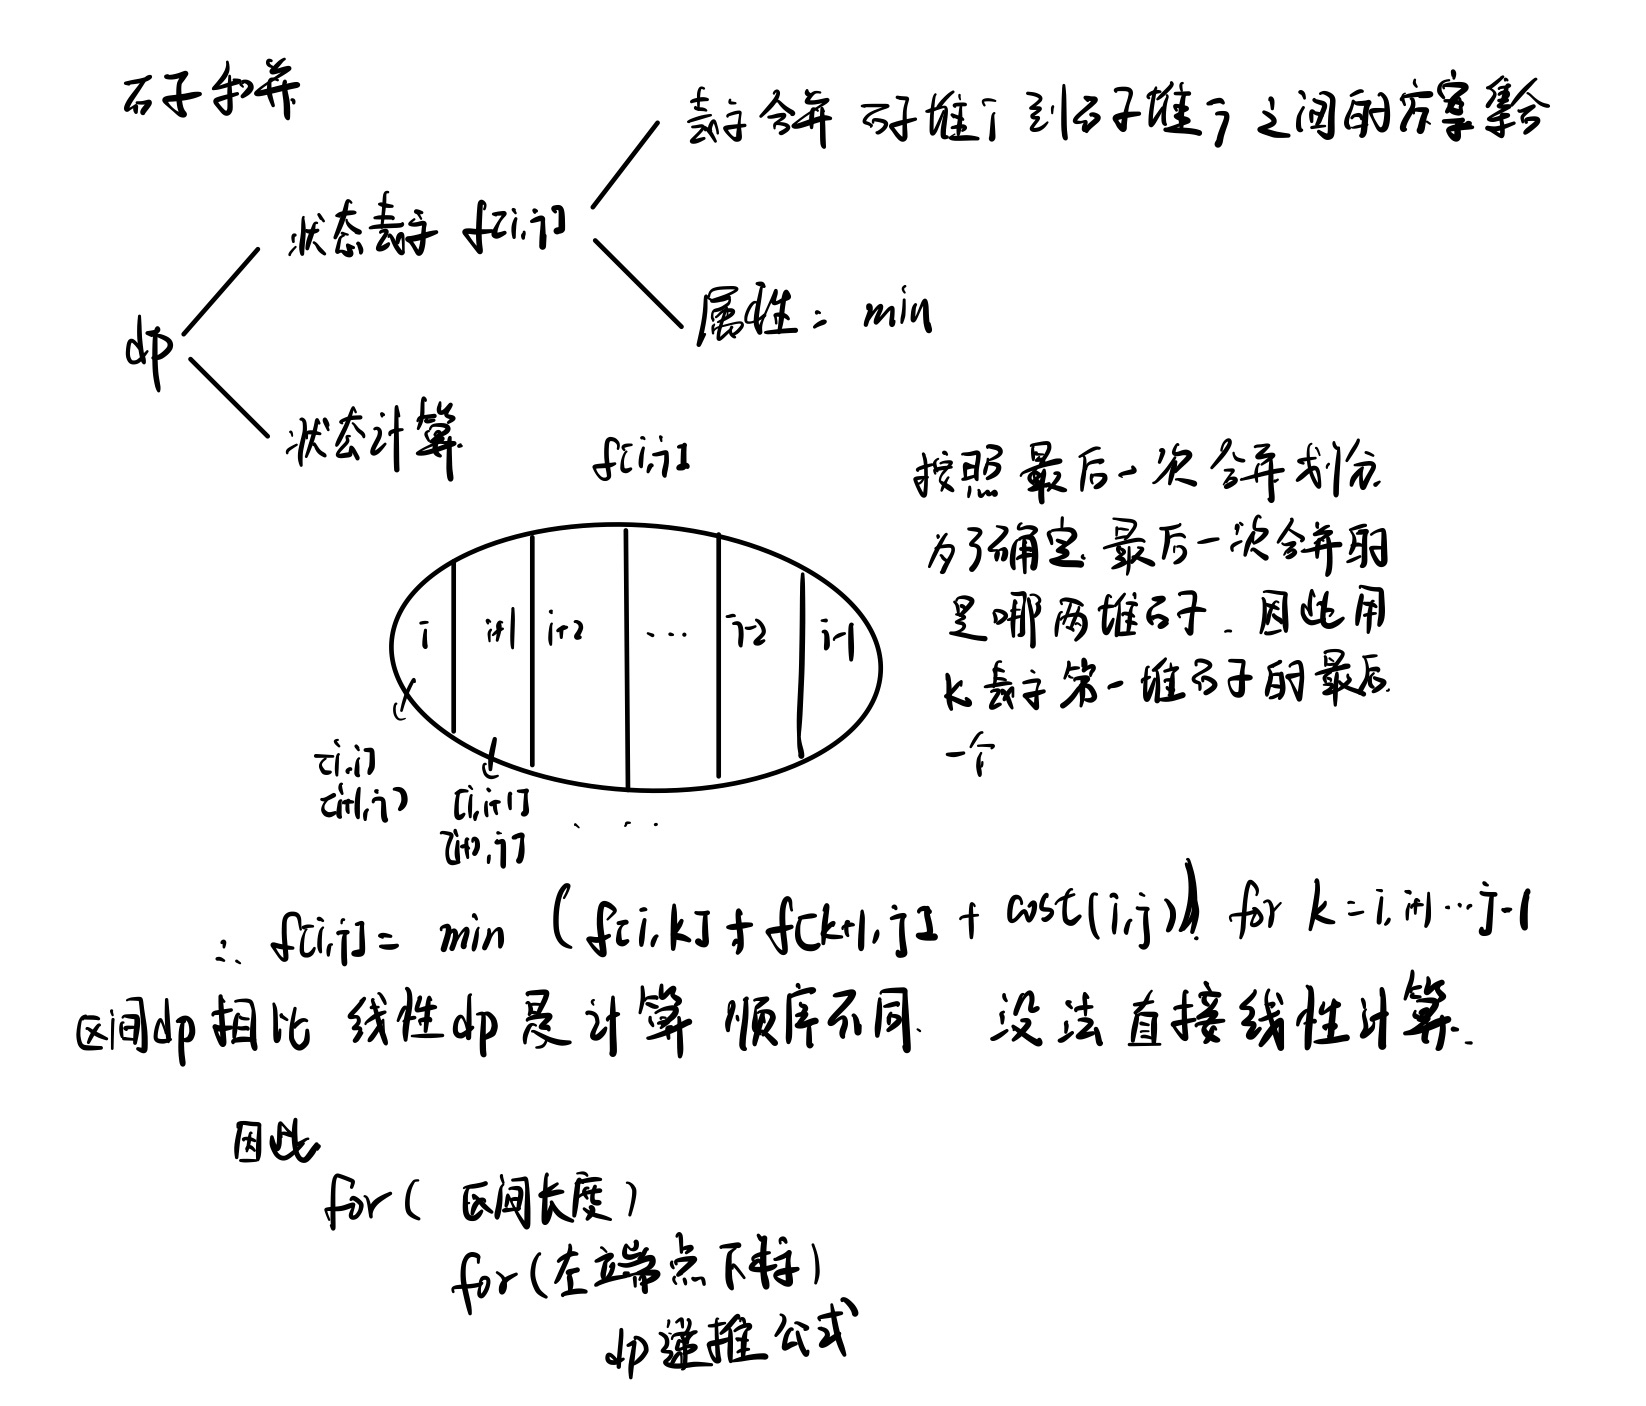 石子和并
表示合并 石子堆i到石子堆j之间的方案集合
状态表示 f[i,j]
属性: min
dp
状态计算
f[i,j]
按照最后一次合并划分.
为了确定最后一次合并的
是哪两堆石子. 因此用
k表示第一堆石子的最后
一个
i i+1 i+2 ... j-2 j-1
[i,i]
[i+1,j]
[i,i+1]
[i+2,j]
. . . .
∴ f[i,j] = min (f[i,k] + f[k+1,j] + cost(i,j)) for k=i, i+1...j-1
区间dp相比 线性dp是计算 顺序不同. 没法直接线性计算.
因此
for( 区间长度)
for(左端点下标)
dp递推公式